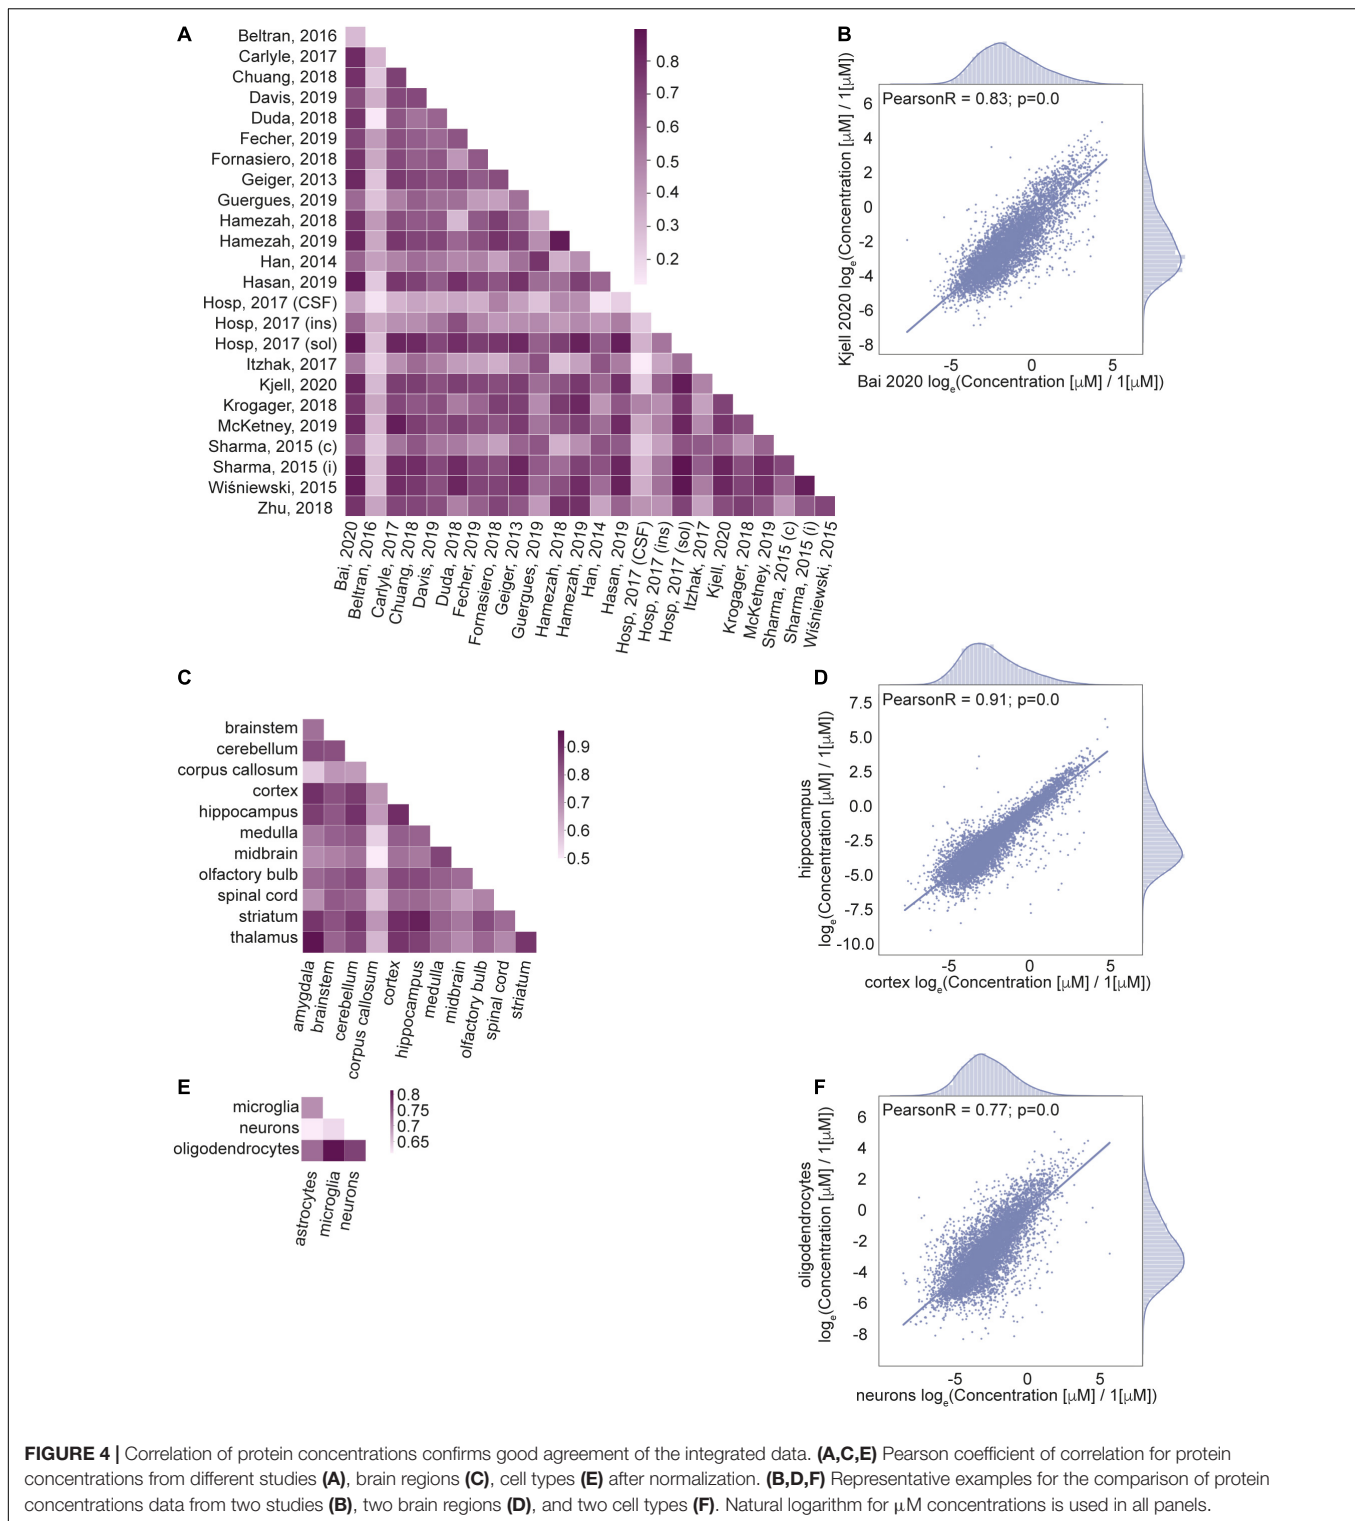 A
Beltran, 2016
Carlyle, 2017
Chuang, 2018
Davis, 2019
Duda, 2018
Fecher, 2019
Fornasiero, 2018
Geiger, 2013
Guergues, 2019
Hamezah, 2018
Hamezah, 2019
Han, 2014
Hasan, 2019
Hosp, 2017 (CSF)
Hosp, 2017 (ins)
Hosp, 2017 (sol)
Itzhak, 2017
Kjell, 2020
Krogager, 2018
McKetney, 2019
Sharma, 2015 (c)
Sharma, 2015 (i)
Wiśniewski, 2015
Zhu, 2018
Bai, 2020
Beltran, 2016
Carlyle, 2017
Chuang, 2018
Davis, 2019
Duda, 2018
Fecher, 2019
Fornasiero, 2018
Geiger, 2013
Guergues, 2019
Hamezah, 2018
Hamezah, 2019
Han, 2014
Hasan, 2019
Hosp, 2017 (CSF)
Hosp, 2017 (ins)
Hosp, 2017 (sol)
Itzhak, 2017
Kjell, 2020
Krogager, 2018
McKetney, 2019
Sharma, 2015 (c)
Sharma, 2015 (i)
Wiśniewski, 2015
0.8
0.7
0.6
0.5
0.4
0.3
0.2
B
PearsonR = 0.83; p=0.0
Kjell 2020 loge(Concentration [μM] / 1[μM])
6
4
2
0
-2
-4
-6
-8
-5 0 5
Bai 2020 loge(Concentration [μM] / 1[μM])
C
brainstem
cerebellum
corpus callosum
cortex
hippocampus
medulla
midbrain
olfactory bulb
spinal cord
striatum
thalamus
amygdala
brainstem
cerebellum
corpus callosum
cortex
hippocampus
medulla
midbrain
olfactory bulb
spinal cord
striatum
0.9
0.8
0.7
0.6
0.5
D
PearsonR = 0.91; p=0.0
hippocampus
loge(Concentration [μM] / 1[μM])
7.5
5.0
2.5
0.0
-2.5
-5.0
-7.5
-10.0
-5 0 5
cortex loge(Concentration [μM] / 1[μM])
E
microglia
neurons
oligodendrocytes
astrocytes
microglia
neurons
0.8
0.75
0.7
0.65
F
PearsonR = 0.77; p=0.0
oligodendrocytes
loge(Concentration [μM] / 1[μM])
6
4
2
0
-2
-4
-6
-8
-5 0 5
neurons loge(Concentration [μM] / 1[μM])
FIGURE 4 | Correlation of protein concentrations confirms good agreement of the integrated data. (A,C,E) Pearson coefficient of correlation for protein
concentrations from different studies (A), brain regions (C), cell types (E) after normalization. (B,D,F) Representative examples for the comparison of protein
concentrations data from two studies (B), two brain regions (D), and two cell types (F). Natural logarithm for μM concentrations is used in all panels.